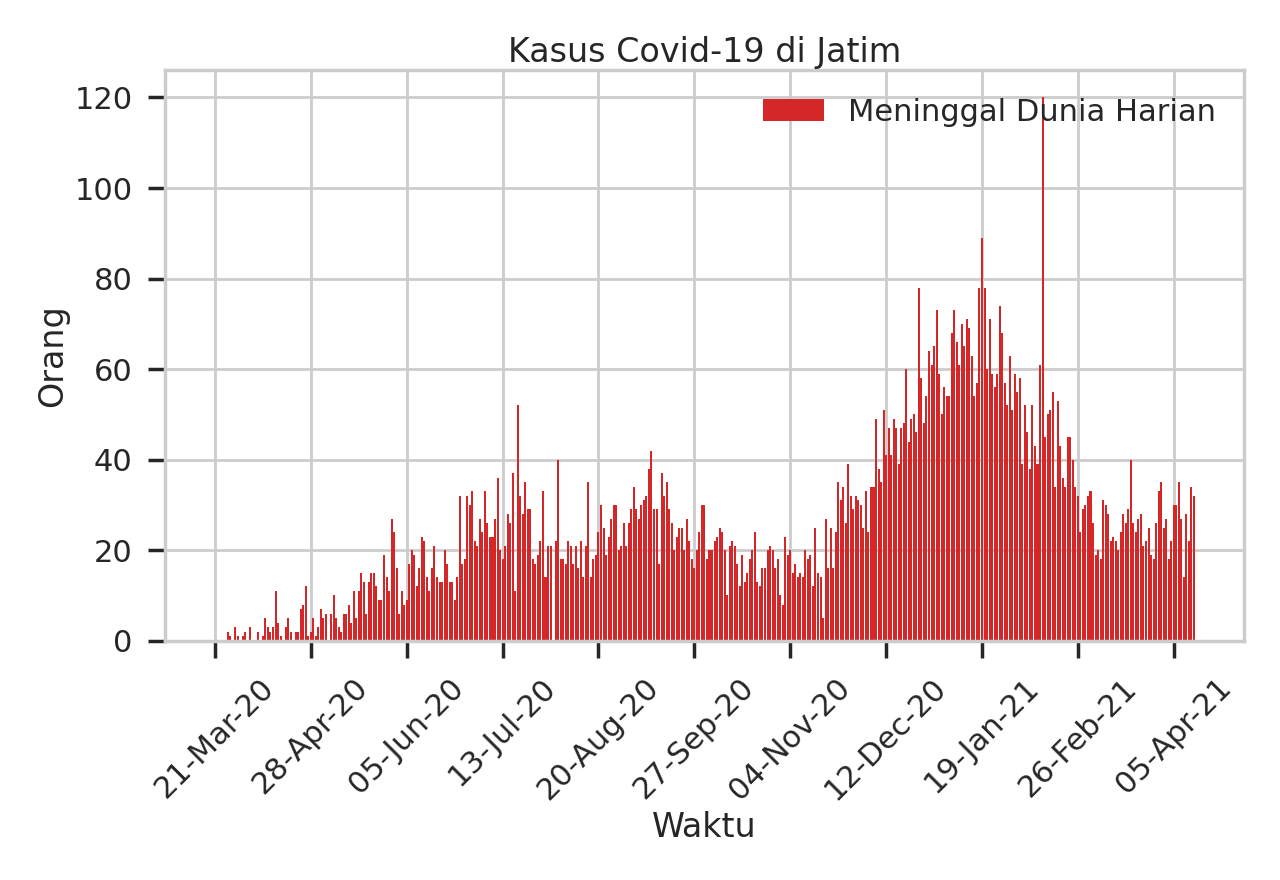 Kasus Covid-19 di Jatim
Meninggal Dunia Harian
120
100
80
60
40
20
0
Orang
21-Mar-20
28-Apr-20
05-Jun-20
13-Jul-20
20-Aug-20
27-Sep-20
04-Nov-20
12-Dec-20
19-Jan-21
26-Feb-21
05-Apr-21
Waktu